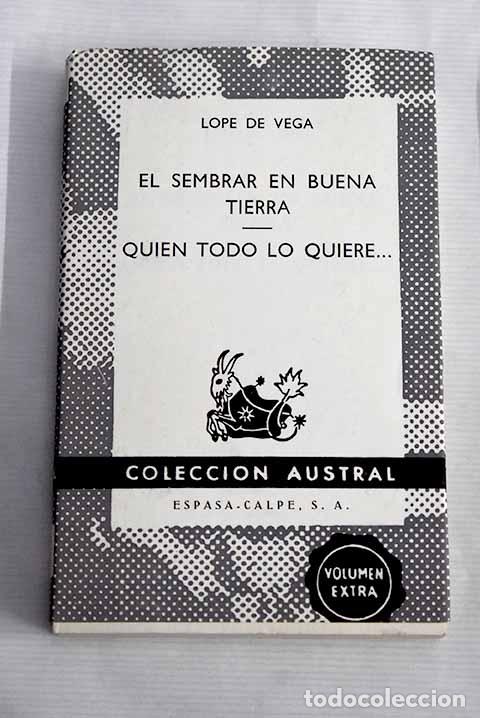 LOPE DE VEGA
EL SEMBRAR EN BUENA
TIERRA
QUIEN TODO LO QUIERE...
COLECCION AUSTRAL
ESPASA-CALPE, S. A.
VOLUMEN
EXTRA
todocoleccion